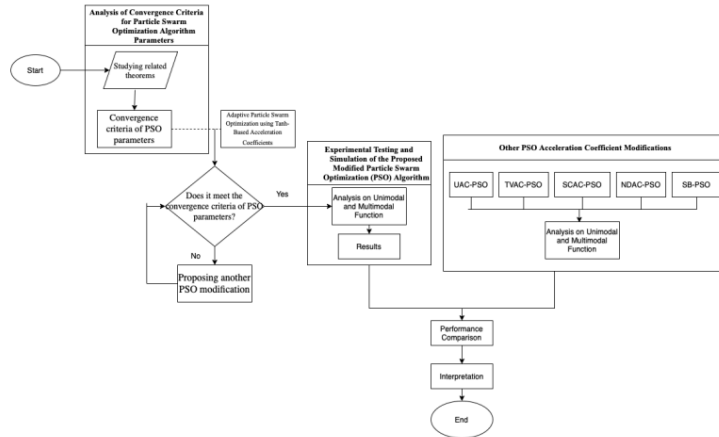 Analysis of Convergence Criteria
for Particle Swarm
Optimization Algorithm
Parameters
Start
Studying related
theorems
Convergence
criteria of PSO
parameters
Adaptive Particle Swarm
Optimization using Tanh-
Based Acceleration
Coefficients
Does it meet the
convergence criteria of PSO
parameters?
Yes
No
Proposing another
PSO modification
Experimental Testing and
Simulation of the Proposed
Modified Particle Swarm
Optimization (PSO) Algorithm
Analysis on Unimodal
and Multimodal
Function
Results
Other PSO Acceleration Coefficient Modifications
UAC-PSO
TVAC-PSO
SCAC-PSO
NDAC-PSO
SB-PSO
Analysis on Unimodal
and Multimodal
Function
Performance
Comparison
Interpretation
End